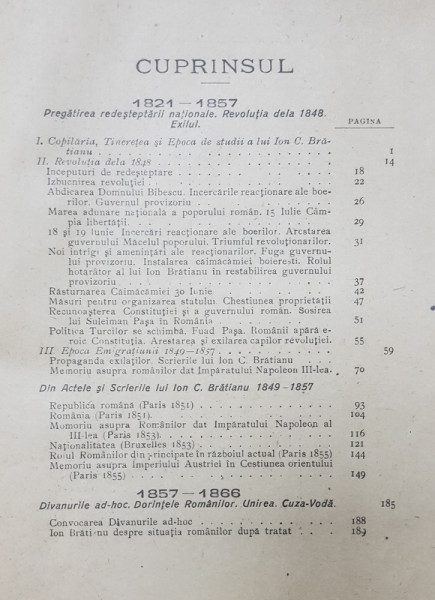 CUPRINSUL
1821 — 1857
Pregătirea redeșteptării naționale. Revoluția dela 1848.
Exilul.
PAGINA
I. Copilăria, Tinerețea și Epoca de studii a lui Ion C. Bră-
tianu . . . . . . . . . . . . . . . . 1
II. Revoluția dela 1848 . . . . . . . . . . . 14
Inceputuri de redeșteptare . . . . . . . . . 18
Izbucnirea revoluției . . . . . . . . . . . 22
Abdicarea Domnului Bibescu. Incercările reacționare ale boe-
rilor. Guvernul provizoriu . . . . . . . . 26
Marea adunare națională a poporului român. 15 Iulie Câm-
pia libertății. . . . . . . . . . . . . . 29
18 și 19 Iunie Incercări reacționare ale boerilor. Arestarea
guvernului Măcelul poporului. Triumful revoluționarilor. 31
Noi intrigi și amenințări ale reacționarilor. Fuga guvernu-
lui provizoriu. Instalarea căimăcămiei boierești. Rolul
hotărâtor al lui Ion Brătianu în restabilirea guvernului
provizoriu . . . . . . . . . . . . . . 37
Răsturnarea Căimăcămiei 30 Iunie . . . . . . 42
Măsuri pentru organizarea statului. Chestiunea proprietății 47
Recunoașterea Constituției și a guvernului român. Sosirea
lui Suleiman Pașa în România . . . . . . . 51
Politica Turcilor se schimbă. Fuad Pașa. Românii apără e-
roic Constituția. Arestarea și exilarea capilor revoluției. 55
III Epoca Emigrațiunii 1849—1857. . . . . . . . . 59
Propaganda exilaților. Scrierile lui Ion C. Brătianu . . .
Memoriu asupra românilor dat Impăratului Napoleon III-lea. 70
Din Actele și Scrierile lui Ion C. Brătianu 1849-1857
Republica română (Paris 1851) . . . . . . . . 93
România (Paris 1851). . . . . . . . . . . 104
Memoriu asupra Românilor dat Impăratului Napoleon al
III-lea (Paris 1853). . . . . . . . . . . 116
Naționalitatea (Bruxelles 1853) . . . . . . . . 121
Rolul Românilor din principate în războiul actual (Paris 1855) 144
Memoriu asupra Imperiului Austriei în Cestiunea orientului
(Paris 1855) . . . . . . . . . . . . . 149
1857 — 1866
Divanurile ad-hoc. Dorințele Românilor. Unirea. Cuza-Vodă. 185
Convocarea Divanurile ad-hoc . . . . . . . . 188
Ion Brătianu despre situația românilor după tratat . . . 189